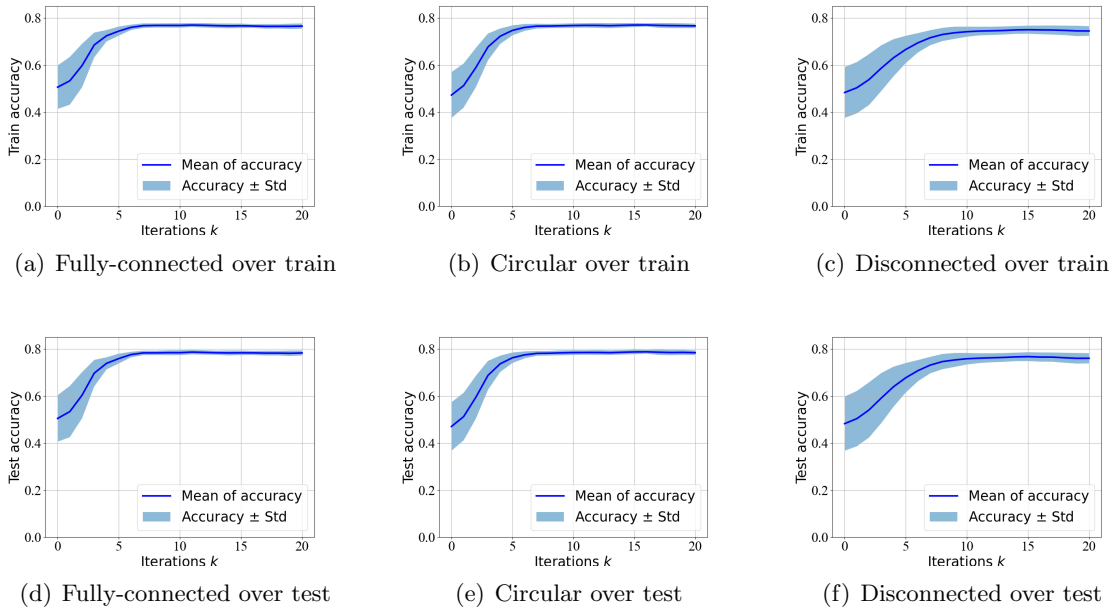 0.8
0.6
0.4
0.2
0.0
Train accuracy
Mean of accuracy
Accuracy ± Std
0 5 10 15 20
Iterations k
(a) Fully-connected over train
0.8
0.6
0.4
0.2
0.0
Train accuracy
Mean of accuracy
Accuracy ± Std
0 5 10 15 20
Iterations k
(b) Circular over train
0.8
0.6
0.4
0.2
0.0
Train accuracy
Mean of accuracy
Accuracy ± Std
0 5 10 15 20
Iterations k
(c) Disconnected over train
0.8
0.6
0.4
0.2
0.0
Test accuracy
Mean of accuracy
Accuracy ± Std
0 5 10 15 20
Iterations k
(d) Fully-connected over test
0.8
0.6
0.4
0.2
0.0
Test accuracy
Mean of accuracy
Accuracy ± Std
0 5 10 15 20
Iterations k
(e) Circular over test
0.8
0.6
0.4
0.2
0.0
Test accuracy
Mean of accuracy
Accuracy ± Std
0 5 10 15 20
Iterations k
(f) Disconnected over test